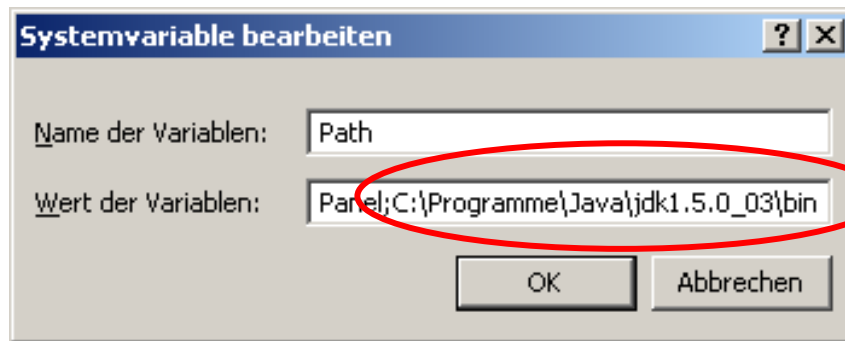 Systemvariable bearbeiten
Name der Variablen: Path
Wert der Variablen: Panel;C:\Programme\Java\jdk1.5.0_03\bin
OK Abbrechen